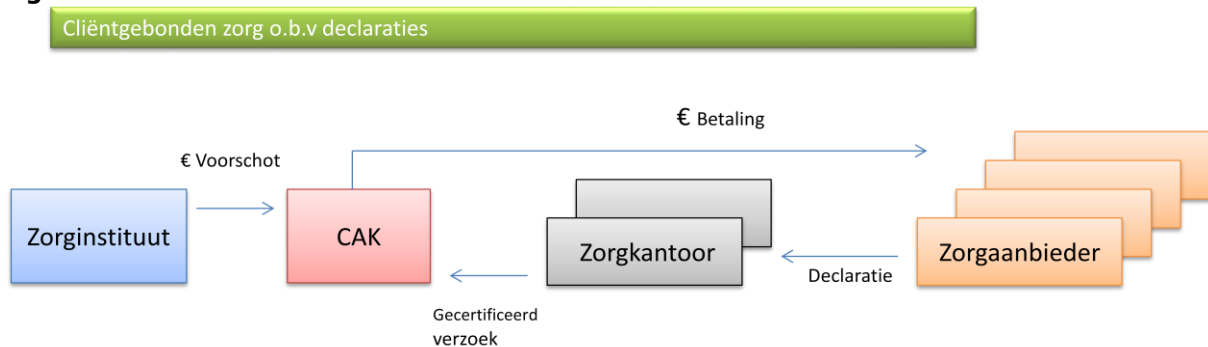 Cliëntgebonden zorg o.b.v declaraties
€ Betaling
€ Voorschot
Zorginstituut
CAK
Zorgkantoor
Zorgaanbieder
Declaratie
Gecertificeerd
verzoek